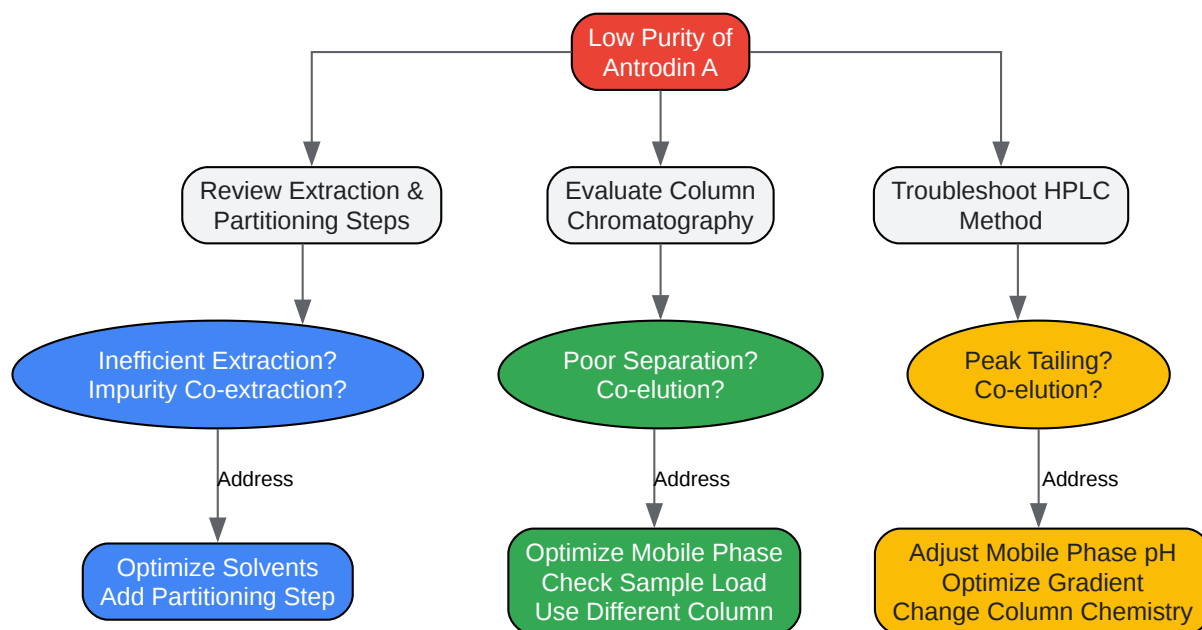 Low Purity of
Antrodin A
Review Extraction &
Partitioning Steps
Evaluate Column
Chromatography
Troubleshoot HPLC
Method
Inefficient Extraction?
Impurity Co-extraction?
Poor Separation?
Co-elution?
Peak Tailing?
Co-elution?
Address
Address
Address
Optimize Solvents
Add Partitioning Step
Optimize Mobile Phase
Check Sample Load
Use Different Column
Adjust Mobile Phase pH
Optimize Gradient
Change Column Chemistry